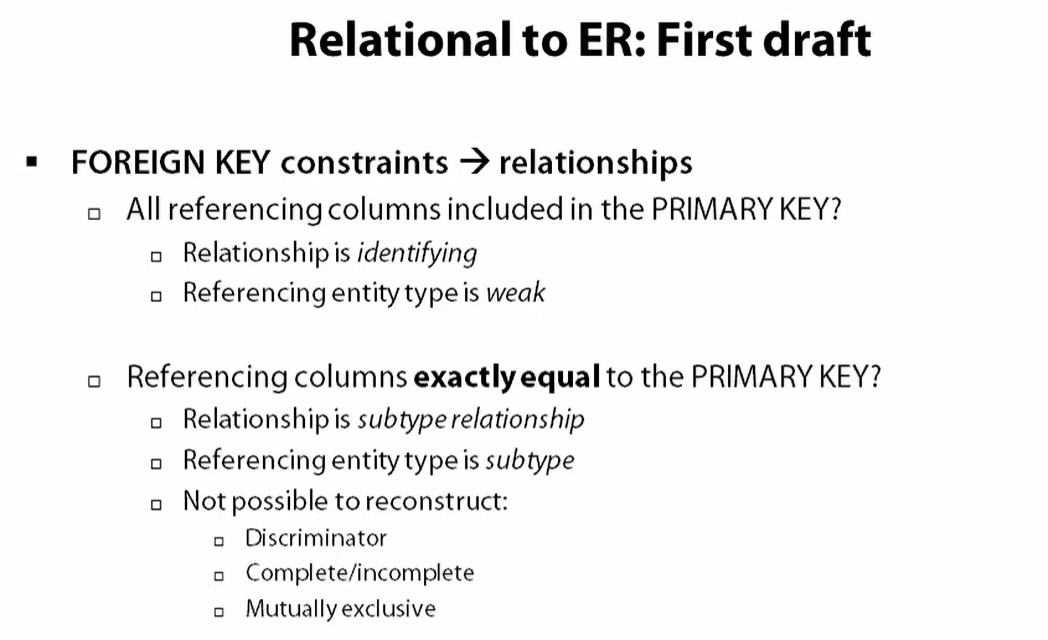 Relational to ER: First draft
▪ FOREIGN KEY constraints → relationships
▫ All referencing columns included in the PRIMARY KEY?
▫ Relationship is identifying
▫ Referencing entity type is weak
▫ Referencing columns exactly equal to the PRIMARY KEY?
▫ Relationship is subtype relationship
▫ Referencing entity type is subtype
▫ Not possible to reconstruct:
▫ Discriminator
▫ Complete/incomplete
▫ Mutually exclusive